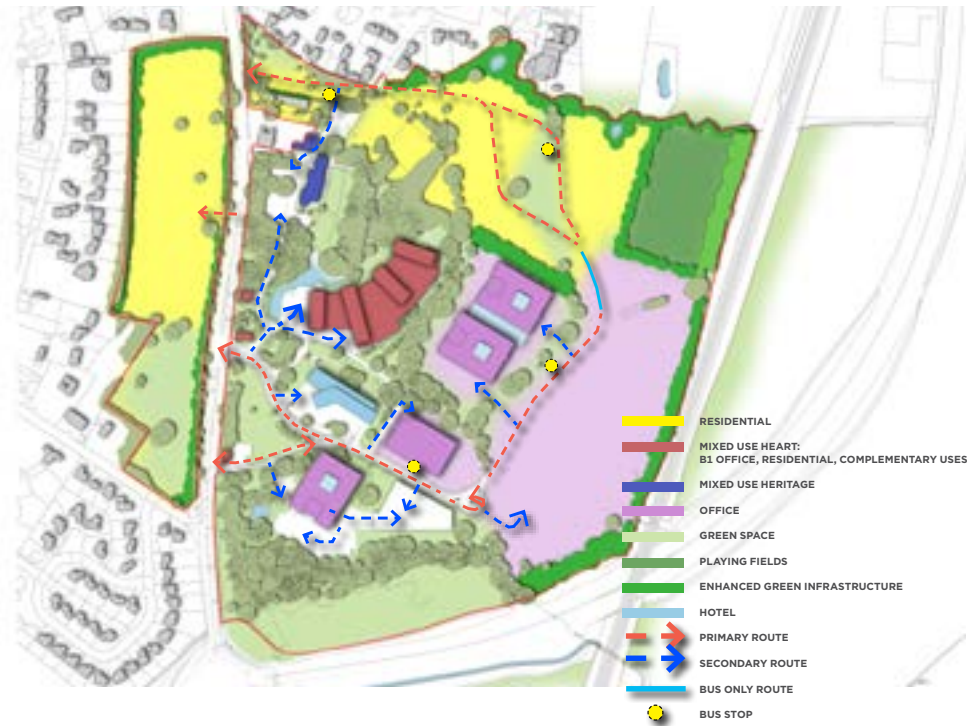 RESIDENTIAL
MIXED USE HEART:
B1 OFFICE, RESIDENTIAL, COMPLEMENTARY USES
MIXED USE HERITAGE
OFFICE
GREEN SPACE
PLAYING FIELDS
ENHANCED GREEN INFRASTRUCTURE
HOTEL
PRIMARY ROUTE
SECONDARY ROUTE
BUS ONLY ROUTE
BUS STOP